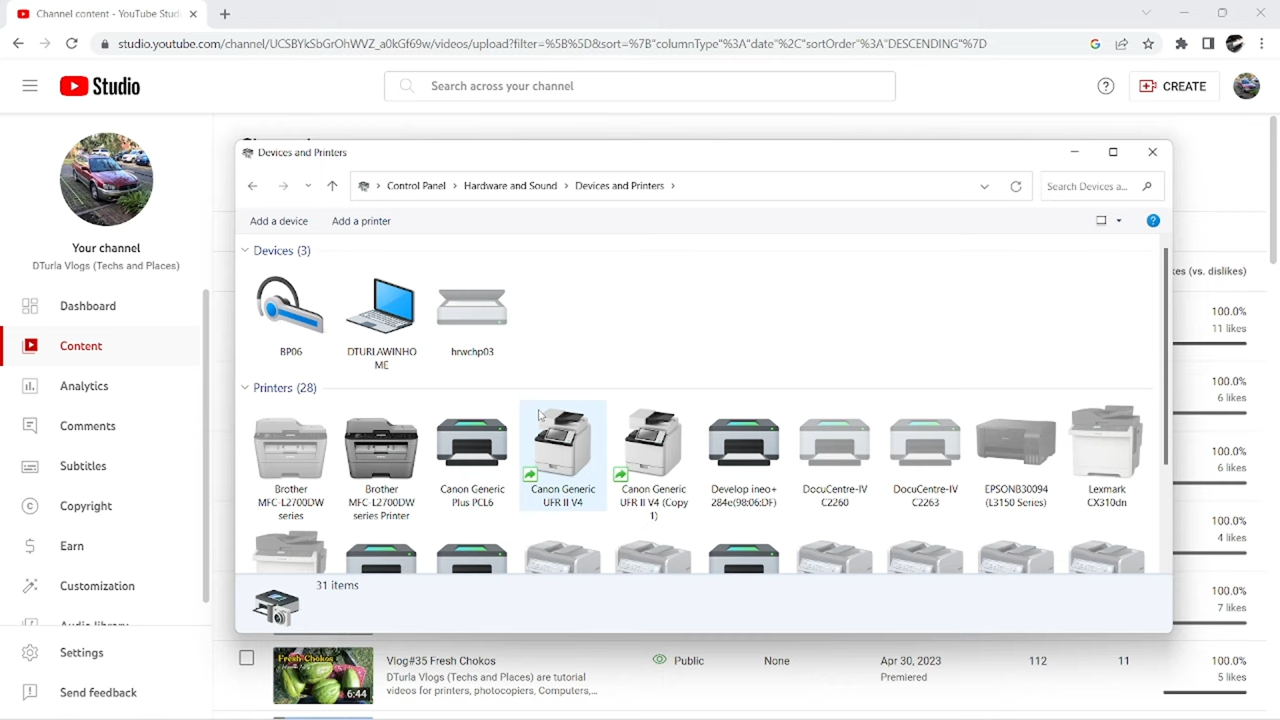 Channel content - YouTube Studi
studio.youtube.com/channel/UCSBYkSbGrOhWVZ_a0kGf69w/videos/upload?filter=%5B%5D&sort=%7B"columnType"%3A"date"%2C"sortOrder"%3A"DESCENDING"%7D
Studio
Search across your channel
CREATE
Devices and Printers
Control Panel > Hardware and Sound > Devices and Printers >
Search Devices a...
Add a device
Add a printer
Your channel
DTurla Vlogs (Techs and Places)
Dashboard
Content
Analytics
Comments
Subtitles
Copyright
Earn
Customization
Settings
Send feedback
Devices (3)
BP06
DTURLAWINHO
ME
hrwchp03
Printers (28)
Brother
MFC-L2700DW
series
Brother
MFC-L2700DW
series Printer
Canon Generic
Plus PCL6
Canon Generic
UFR II V4
Canon Generic
UFR II V4 (Copy
1)
Develop ineo+
284e(98:06:DF)
DocuCentre-IV
C2260
DocuCentre-IV
C2263
EPSONB30094
(L3150 Series)
Lexmark
CX310dn
31 items
kes (vs. dislikes)
100.0%
11 likes
100.0%
6 likes
100.0%
6 likes
100.0%
4 likes
100.0%
7 likes
Fresh Chokos
6:44
Vlog#35 Fresh Chokos
DTurla Vlogs (Techs and Places) are tutorial
videos for printers, photocopiers, Computers,...
Public
None
Apr 30, 2023
Premiered
112
11
100.0%
5 likes